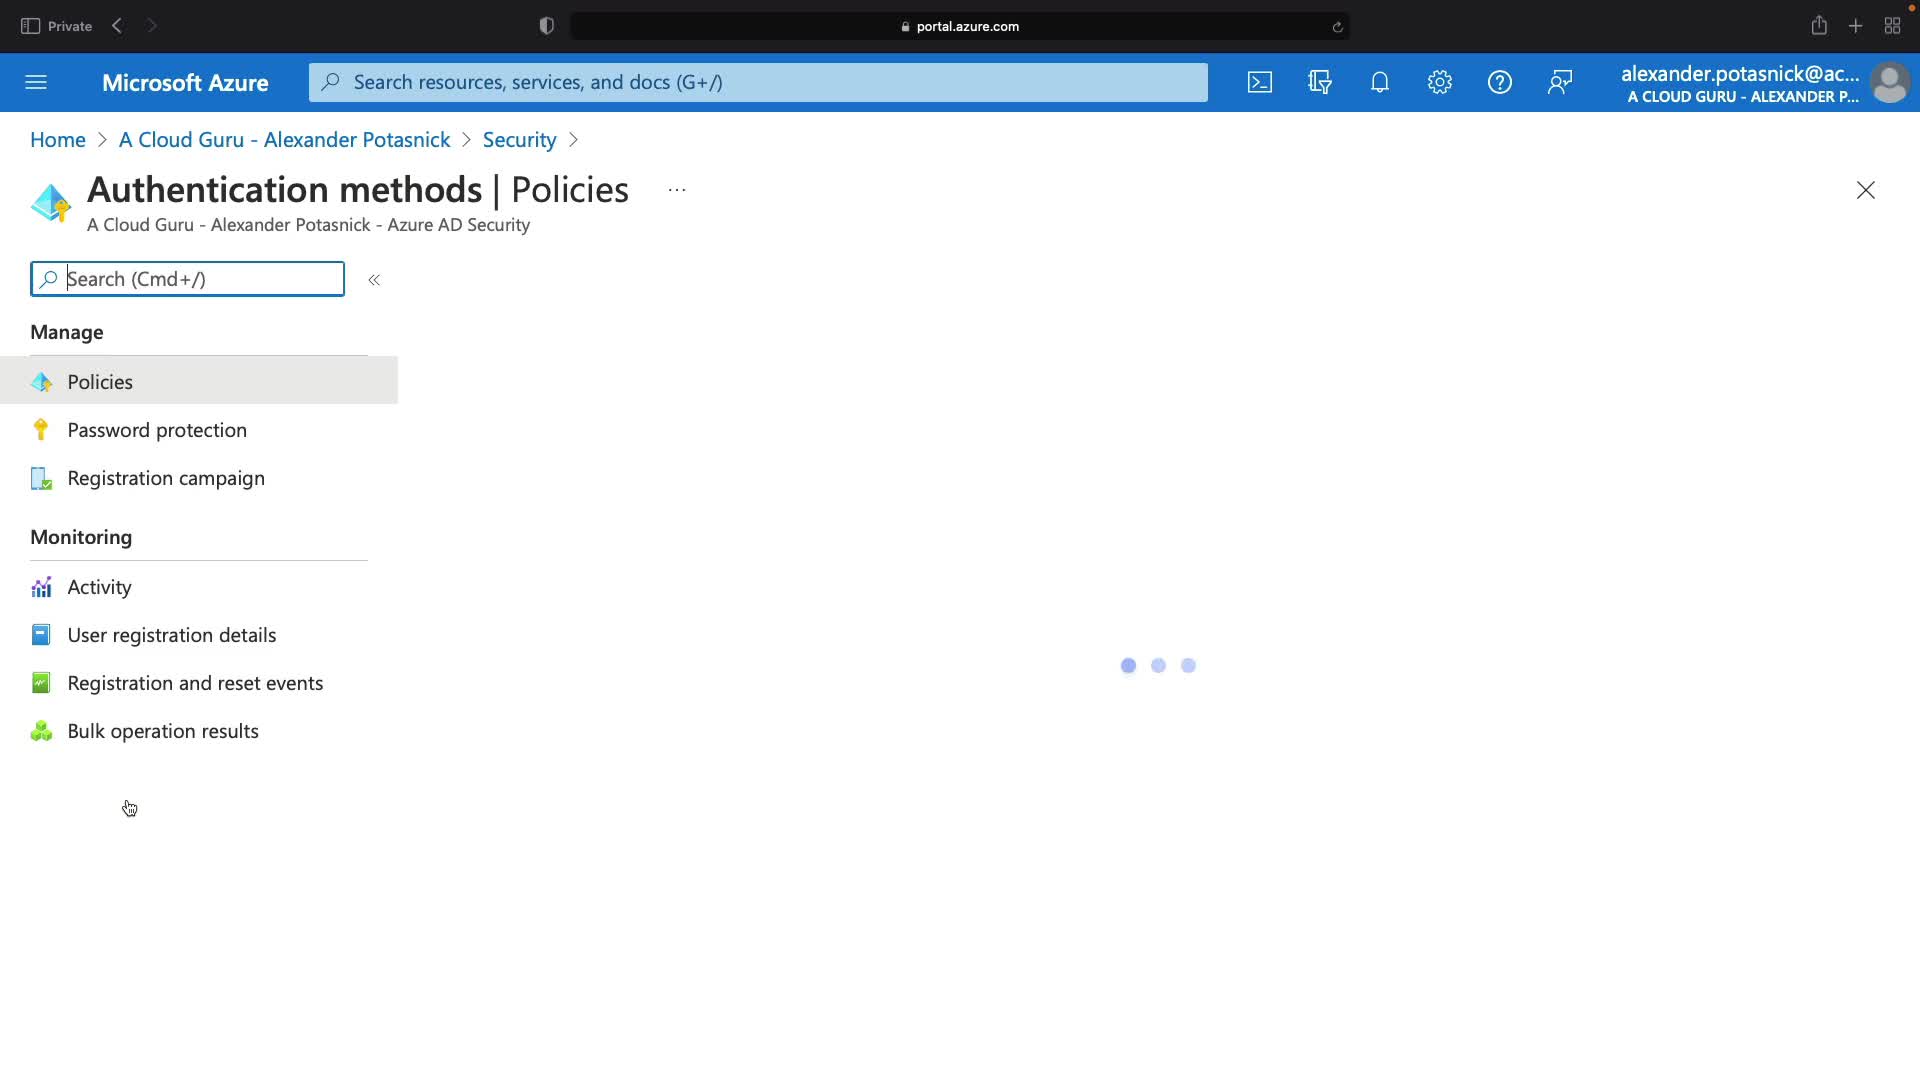 Private
portal.azure.com
Microsoft Azure
Search resources, services, and docs (G+/)
alexander.potasnick@ac...
A CLOUD GURU - ALEXANDER P...
Home > A Cloud Guru - Alexander Potasnick > Security >
Authentication methods | Policies ...
A Cloud Guru - Alexander Potasnick - Azure AD Security
Search (Cmd+/)
Manage
Policies
Password protection
Registration campaign
Monitoring
Activity
User registration details
Registration and reset events
Bulk operation results